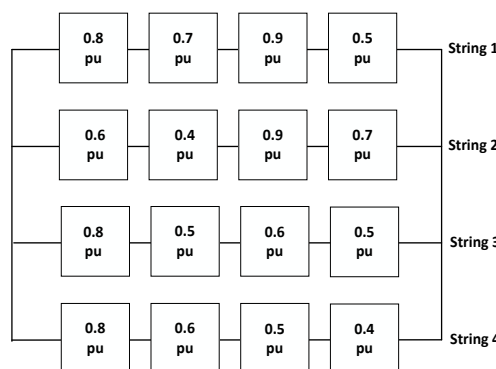 0.8 0.7 0.9 0.5
pu pu pu pu
String 1
0.6 0.4 0.9 0.7
pu pu pu pu
String 2
0.8 0.5 0.6 0.5
pu pu pu pu
String 3
0.8 0.6 0.5 0.4
pu pu pu pu
String 4